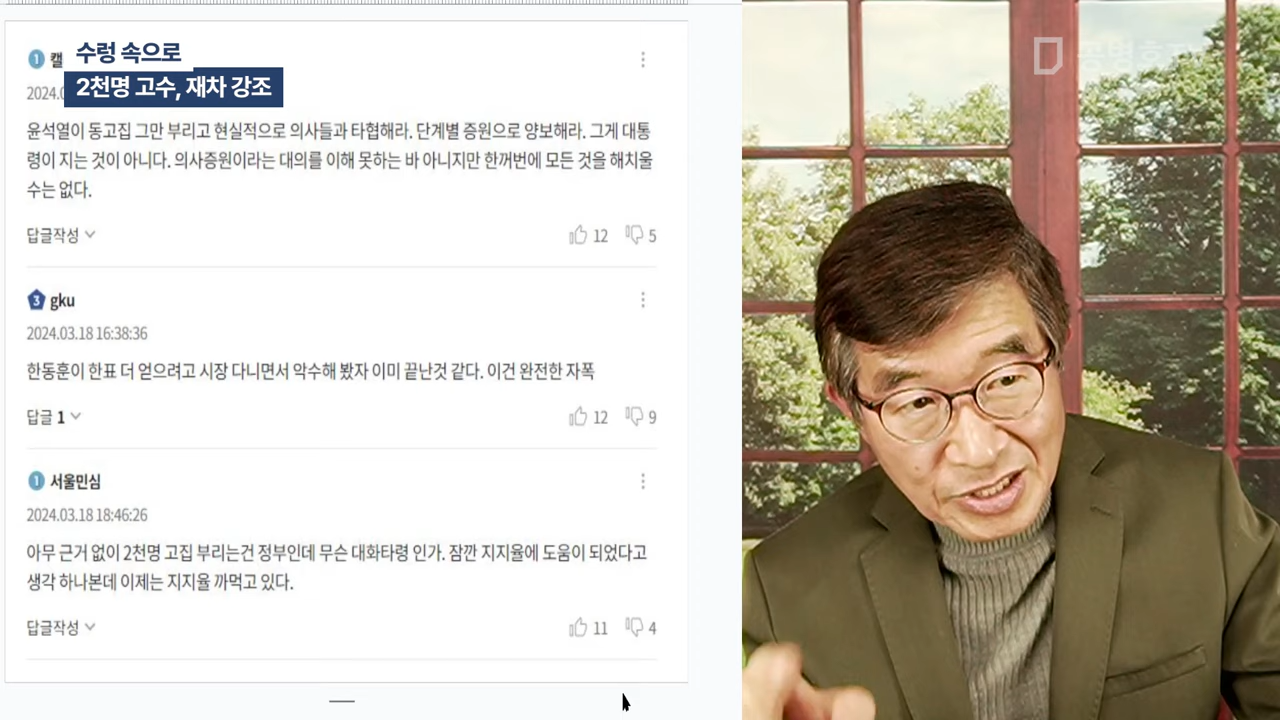 수렁 속으로
2천명 고수, 재차 강조
1 캘
2024.0
윤석열이 동고집 그만 부리고 현실적으로 의사들과 타협해라. 단계별 증원으로 양보해라. 그게 대통
령이 지는 것이 아니다. 의사증원이라는 대의를 이해 못하는 바 아니지만 한꺼번에 모든 것을 해치울
수는 없다.
답글작성
12 5
3 gku
2024.03.18 16:38:36
한동훈이 한표 더 얻으려고 시장 다니면서 악수해 봤자 이미 끝난것 같다. 이건 완전한 자폭
답글 1
12 9
1 서울민심
2024.03.18 18:46:26
아무 근거 없이 2천명 고집 부리는건 정부인데 무슨 대화타령 인가. 잠깐 지지율에 도움이 되었다고
생각 하나본데 이제는 지지율 까먹고 있다.
답글작성
11 4